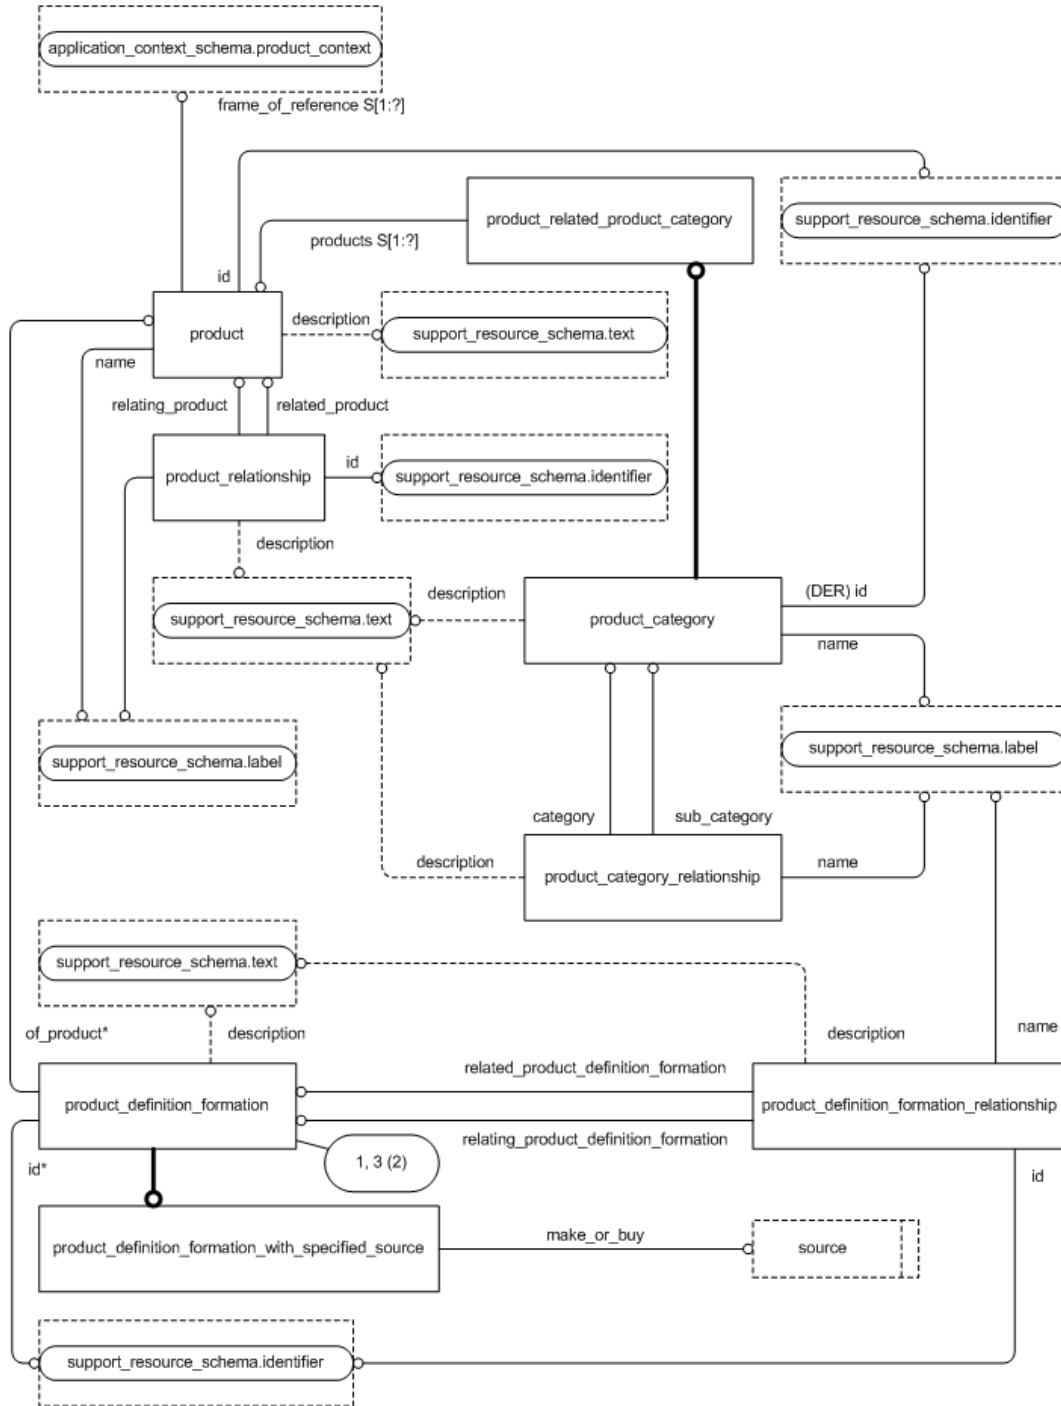 application_context_schema.product_context
frame_of_reference S[1:?]
product_related_product_category
support_resource_schema.identifier
products S[1:?]
id
product
description
support_resource_schema.text
name
relating_product
related_product
product_relationship
id
support_resource_schema.identifier
description
support_resource_schema.text
description
product_category
(DER) id
name
support_resource_schema.label
support_resource_schema.label
category
sub_category
description
product_category_relationship
name
support_resource_schema.text
of_product*
description
description
name
related_product_definition_formation
product_definition_formation
product_definition_formation_relationship
relating_product_definition_formation
1, 3 (2)
id*
id
make_or_buy
product_definition_formation_with_specified_source
source
support_resource_schema.identifier